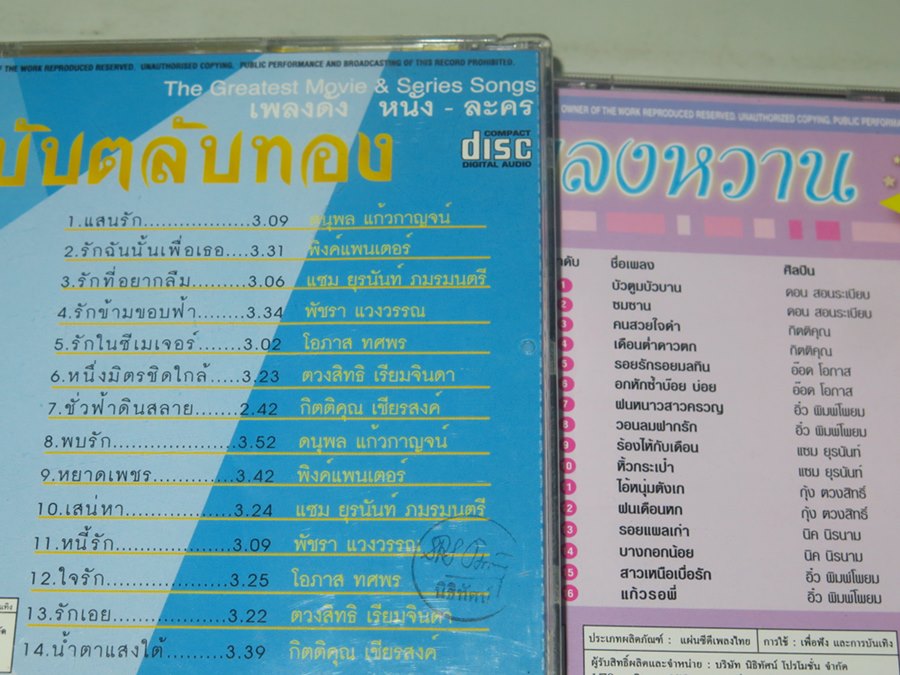 OF THE WORK REPRODUCED RESERVED. UNAUTHORISED COPYING, PUBLIC PERFORMANCE AND BROADCASTING OF THIS RECORD PROHIBITED.
The Greatest Movie & Series Songs
เพลงดัง หนัง - ละคร
ตลับทอง
COMPACT
disc
DIGITAL AUDIO
1.แสนรัก..................3.09 ดนุพล แก้วกาญจน์
2.รักฉันนั้นเพื่อเธอ....3.31 พิงค์แพนเตอร์
3.รักที่อยากลืม.........3.06 แซม ยุรนันท์ ภมรมนตรี
4.รักข้ามขอบฟ้า........3.34 พัชรา แวงวรรณ
5.รักในซีเมเจอร์.......3.02 โอภาส ทศพร
6.หนึ่งมิตรชิดใกล้.....3.23 ตวงสิทธิ เรียมจินดา
7.ชั่วฟ้าดินสลาย.......2.42 กิตติคุณ เชียรสงค์
8.พบรัก..................3.52 ดนุพล แก้วกาญจน์
9.หยาดเพชร............3.42 พิงค์แพนเตอร์
10.เสน่หา................3.24 แซม ยุรนันท์ ภมรมนตรี
11.หนี้รัก.................3.09 พัชรา แวงวรรณ
12.ใจรัก..................3.25 โอภาส ทศพร
13.รักเอย................3.22 ตวงสิทธิ เรียมจินดา
14.น้ำตาแสงใต้........3.39 กิตติคุณ เชียรสงค์
นิธิทัศน์
OWNER OF THE WORK REPRODUCED RESERVED. UNAUTHORISED COPYING, PUBLIC
หวาน
ชื่อเพลง ศิลปิน
1 บัวตูมบัวบาน ดอน สอนระเบียบ
2 ชมซาน ดอน สอนระเบียบ
3 คนสวยใจดำ กิตติคุณ
4 เดือนต่ำดาวตก กิตติคุณ
5 รอยรักรอยมลทิน อ๊อด โอภาส
6 อกหักซ้ำบ๊อย บ่อย อ๊อด โอภาส
7 ฝนหนาวสาวครวญ อิ๋ว พิมพ์โพยม
8 วอนลมฝากรัก อิ๋ว พิมพ์โพยม
9 ร้องไห้กับเดือน แซม ยุรนันท์
0 หิ้วกระเป๋า แซม ยุรนันท์
1 ไอ้หนุ่มตังเก กุ้ง ตวงสิทธิ์
2 ฝนเดือนหก กุ้ง ตวงสิทธิ์
3 รอยแผลเก่า นิค นิรนาม
4 บางกอกน้อย นิค นิรนาม
15 สาวเหนือเบื่อรัก อิ๋ว พิมพ์โพยม
6 แก้วรอพี่ อิ๋ว พิมพ์โพยม
ประเภทผลิตภัณฑ์ : แผ่นซีดีเพลงไทย การใช้ : เพื่อฟัง และการบันเทิง
ผู้รับสิทธิ์ผลิตและจำหน่าย : บริษัท นิธิทัศน์ โปรโมชั่น จำกัด